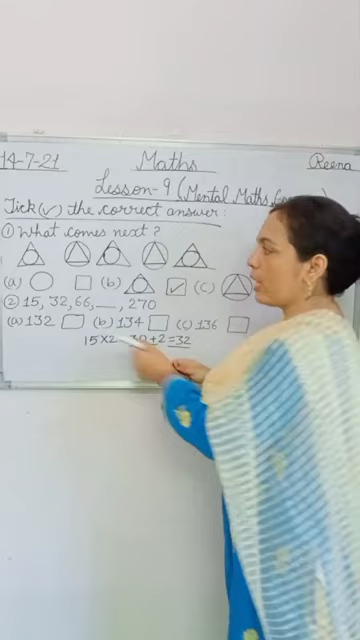 14-7-21 Maths Reena
Lesson-9 (Mental Maths
Tick (✓) the correct answer:
① What comes next?
(a) (b) ✓ (c)
② 15, 32, 66, ___, 270
(a) 132 (b) 134 (c) 136
15×2 30+2=32